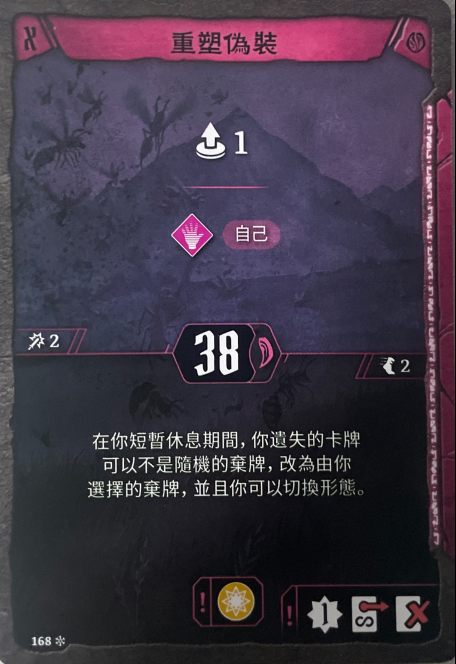 X
重塑偽裝
1
自己
2
38
2
在你短暫休息期間，你遺失的卡牌
可以不是隨機的棄牌，改為由你
選擇的棄牌，並且你可以切換形態。
! ! 1 S
168